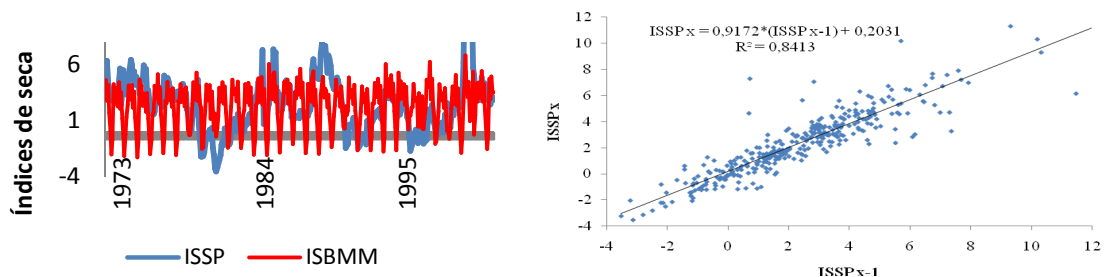 Índices de seca
6
1
-4
1973
1984
1995
ISSP
ISBMM
ISSPx = 0,9172*(ISSPx-1) + 0,2031
R² = 0,8413
ISSPx
12
10
8
6
4
2
0
-2
-4
-4 -2 0 2 4 6 8 10 12
ISSPx-1